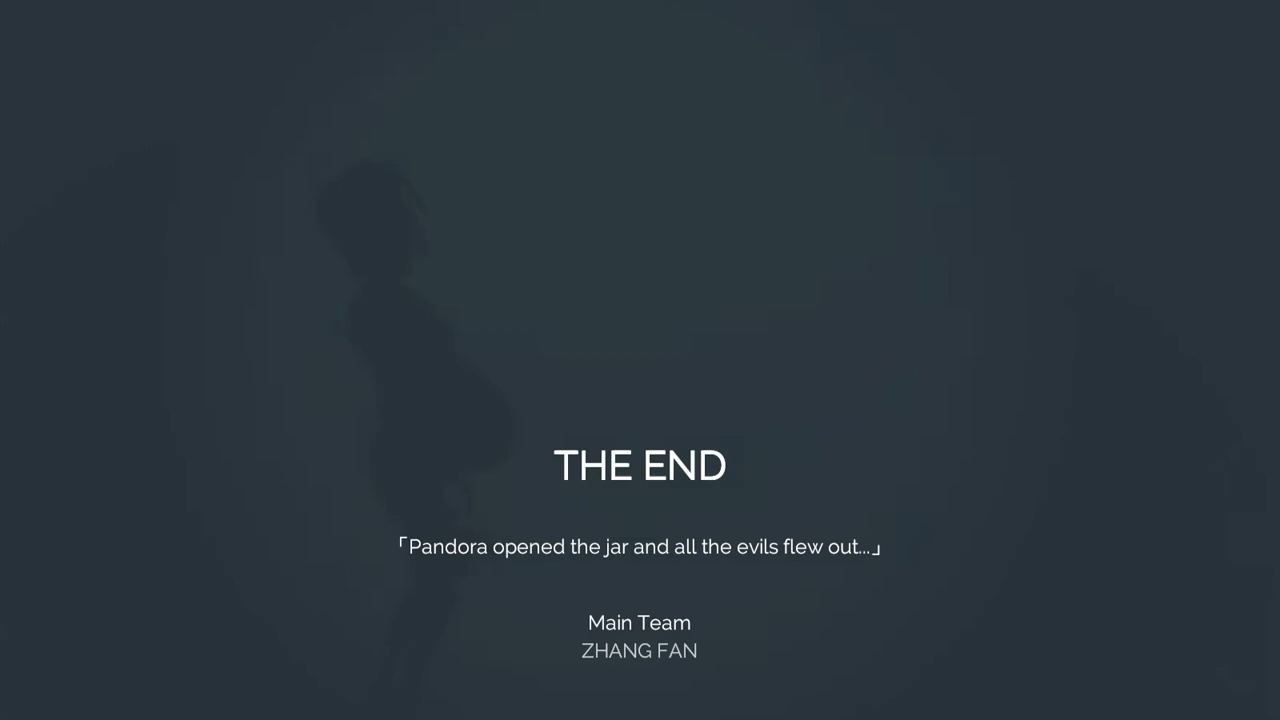 THE END
「Pandora opened the jar and all the evils flew out...」
Main Team
ZHANG FAN